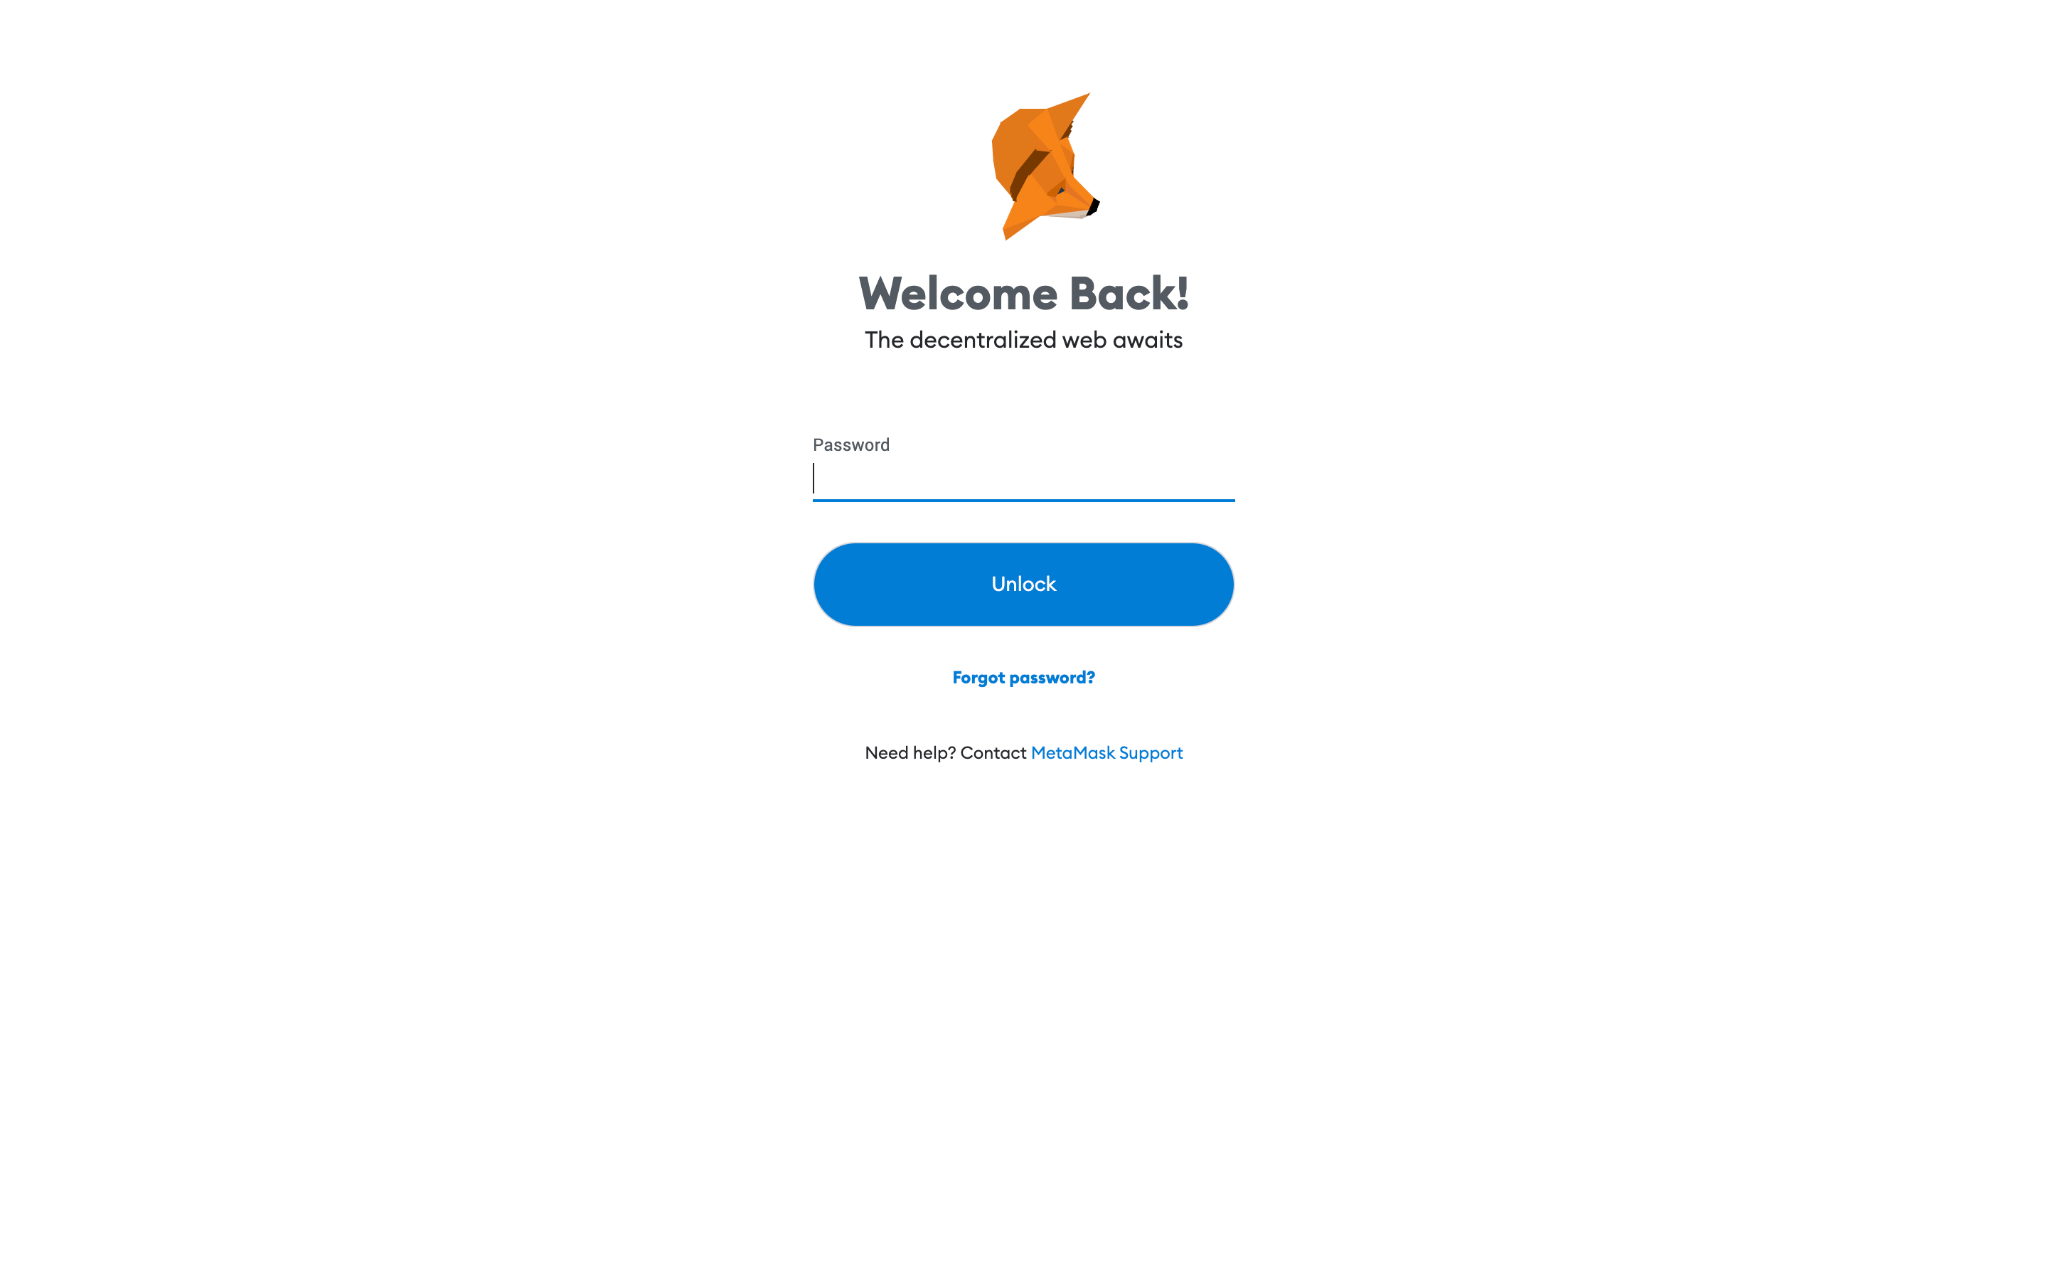 Welcome Back!
The decentralized web awaits
Password
Unlock
Forgot password?
Need help? Contact MetaMask Support